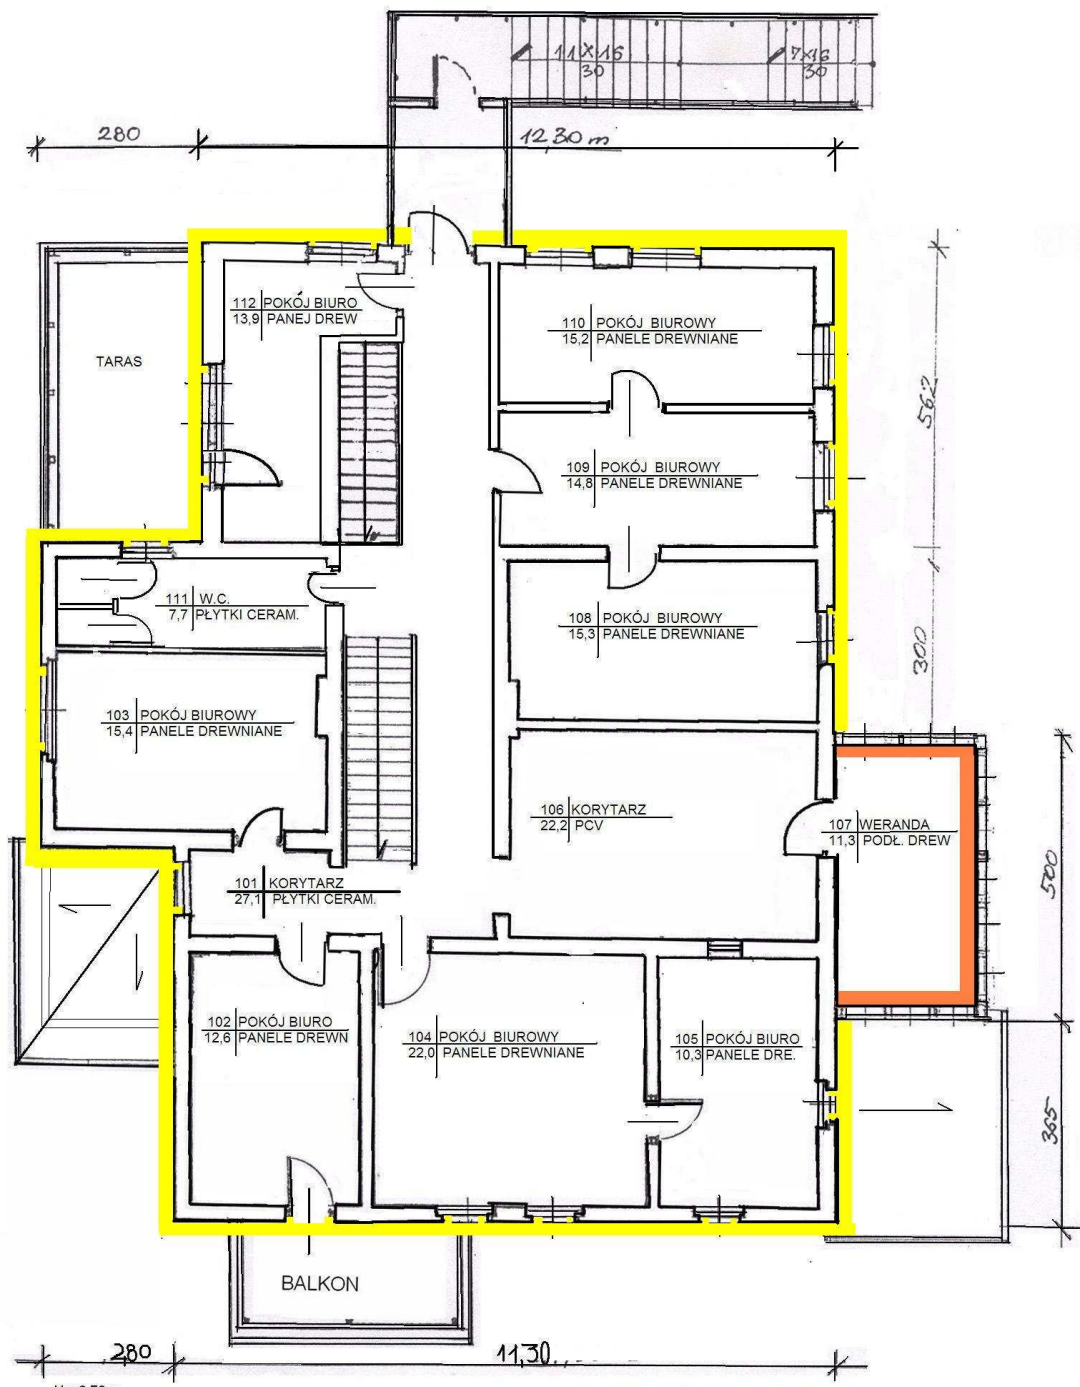 11X16
30
7X16
30
280
12,30 m
112 POKÓJ BIURO
13,9 PANEJ DREW
110 POKÓJ BIUROWY
15,2 PANELE DREWNIANE
TARAS
562
109 POKÓJ BIUROWY
14,8 PANELE DREWNIANE
111 W.C.
7,7 PŁYTKI CERAM.
108 POKÓJ BIUROWY
15,3 PANELE DREWNIANE
300
103 POKÓJ BIUROWY
15,4 PANELE DREWNIANE
106 KORYTARZ
22,2 PCV
107 WERANDA
11,3 PODŁ. DREW
101 KORYTARZ
27,1 PŁYTKI CERAM.
500
102 POKÓJ BIURO
12,6 PANELE DREWN
104 POKÓJ BIUROWY
22,0 PANELE DREWNIANE
105 POKÓJ BIURO
10,3 PANELE DRE.
365
BALKON
280
11,30